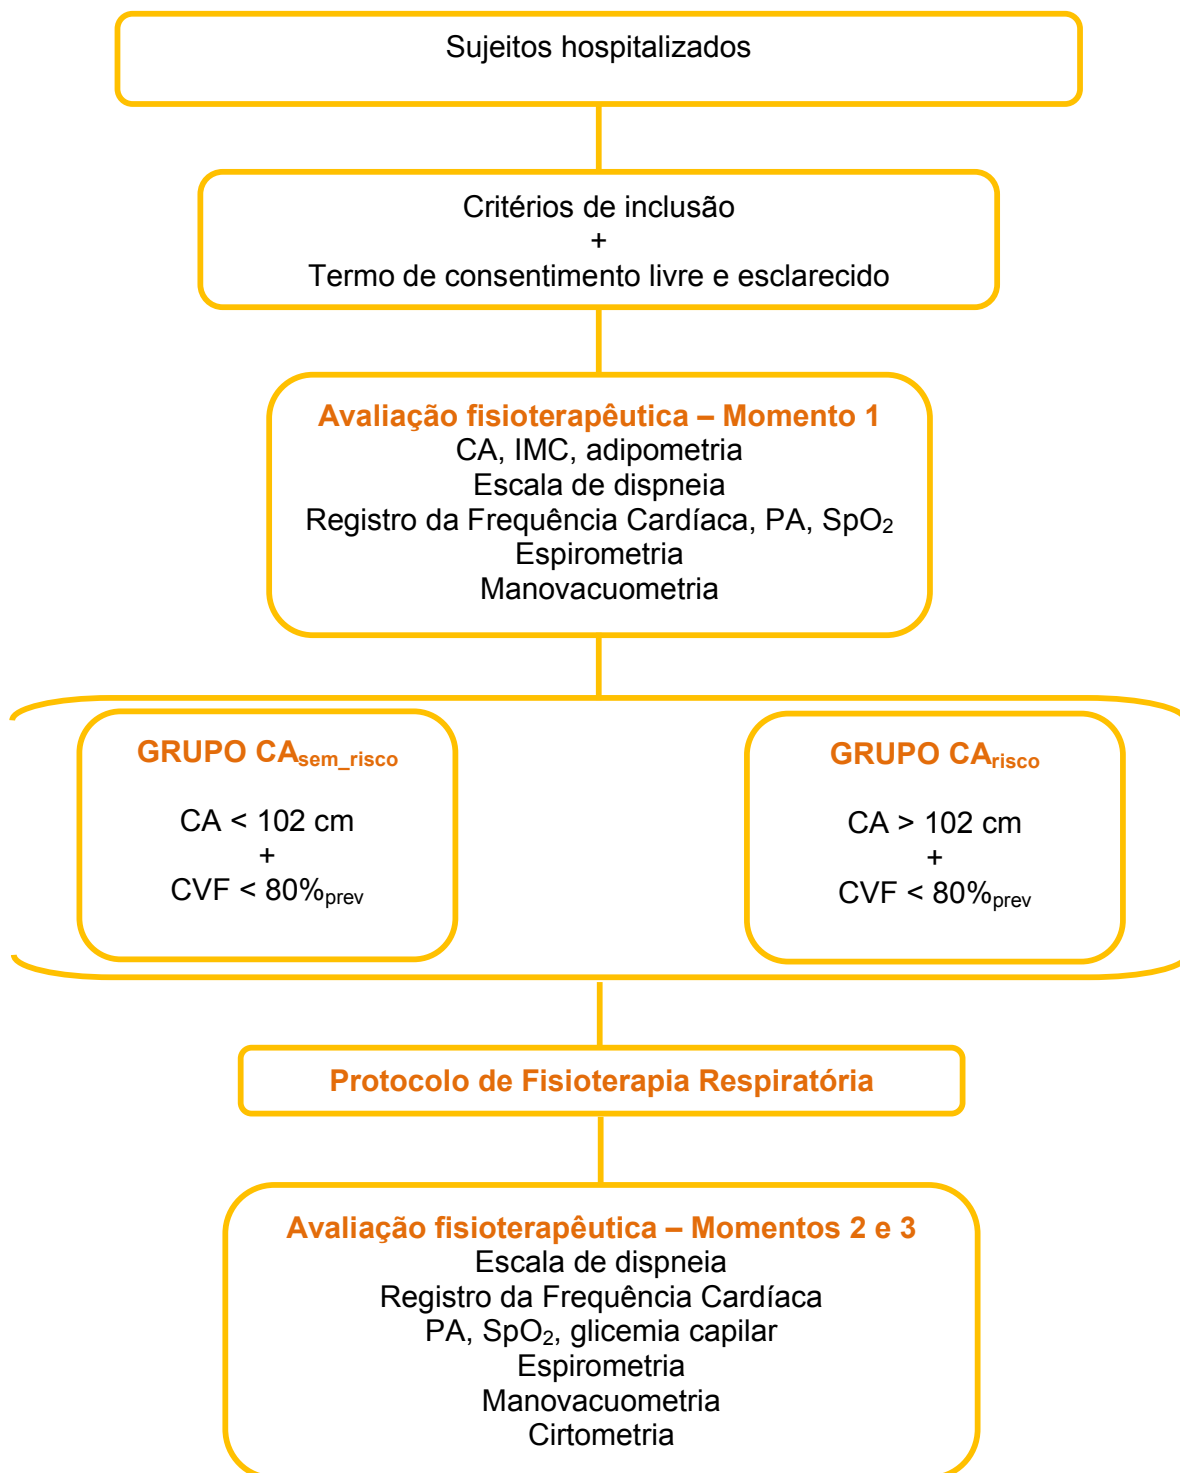 Sujeitos hospitalizados
Critérios de inclusão
+
Termo de consentimento livre e esclarecido
Avaliação fisioterapêutica – Momento 1
CA, IMC, adipometria
Escala de dispneia
Registro da Frequência Cardíaca, PA, SpO₂
Espirometria
Manovacuometria
GRUPO CAsem_risco
CA < 102 cm
+
CVF < 80%prev
GRUPO CArisco
CA > 102 cm
+
CVF < 80%prev
Protocolo de Fisioterapia Respiratória
Avaliação fisioterapêutica – Momentos 2 e 3
Escala de dispneia
Registro da Frequência Cardíaca
PA, SpO₂, glicemia capilar
Espirometria
Manovacuometria
Cirtometria